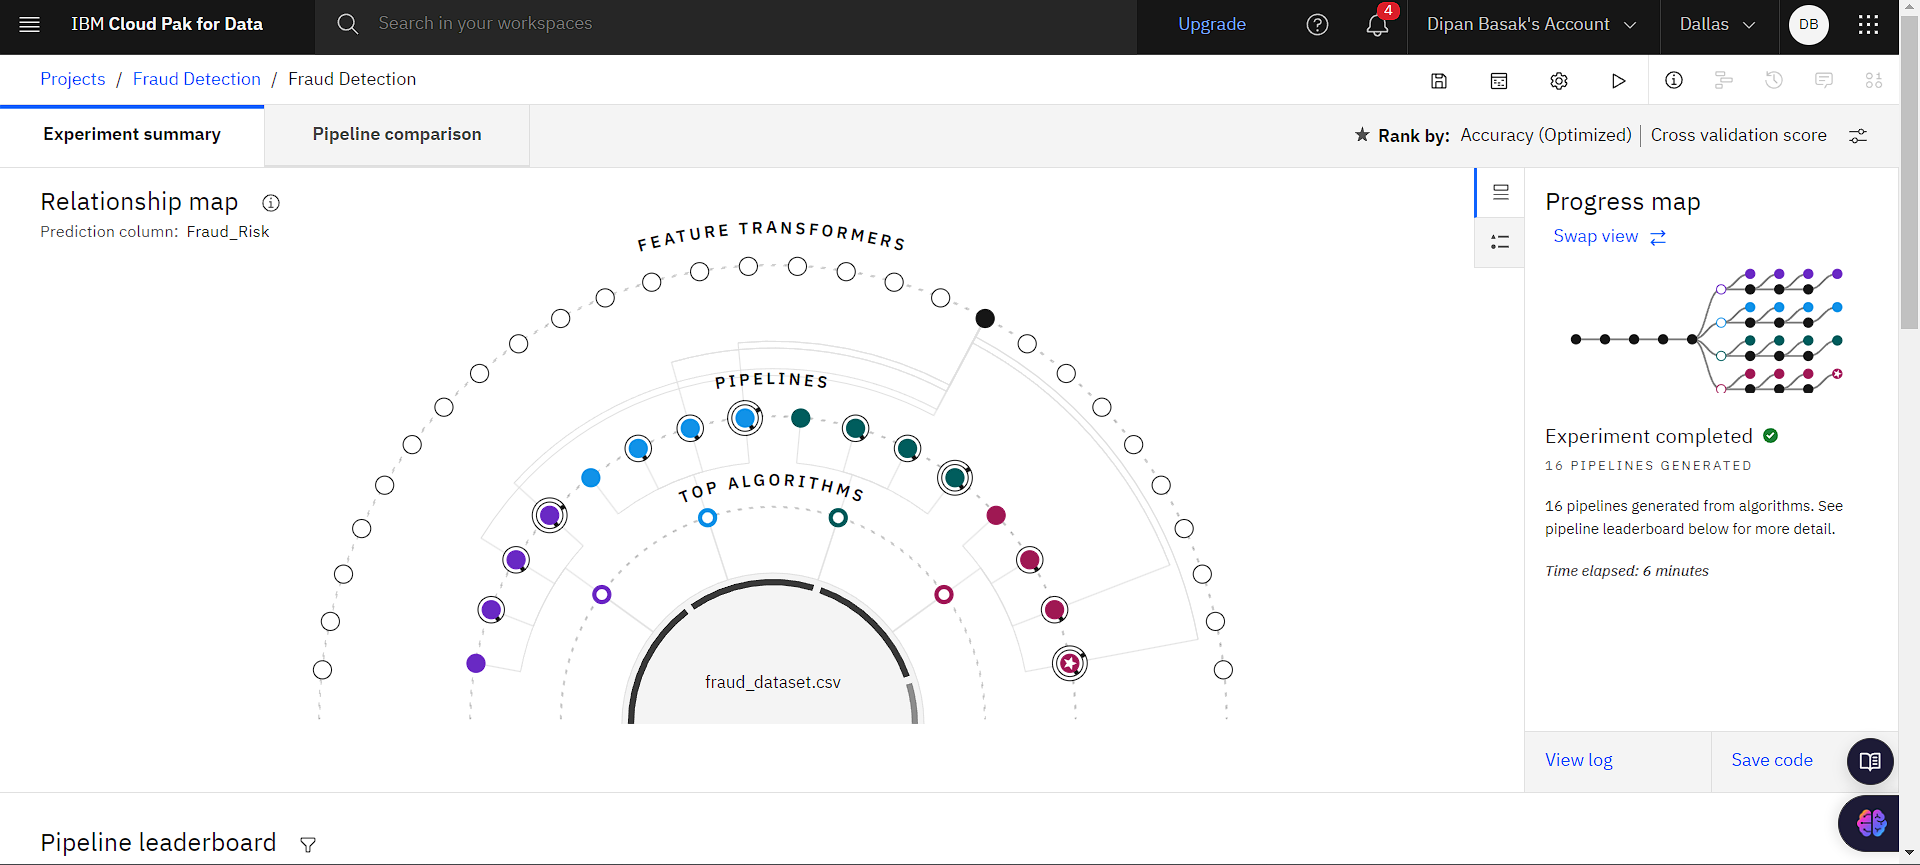 IBM Cloud Pak for Data
Search in your workspaces
Upgrade
4
Dipan Basak's Account
Dallas
DB
Projects / Fraud Detection / Fraud Detection
Experiment summary
Pipeline comparison
Rank by: Accuracy (Optimized) | Cross validation score
Relationship map
Prediction column: Fraud_Risk
FEATURE TRANSFORMERS
PIPELINES
TOP ALGORITHMS
fraud_dataset.csv
Progress map
Swap view
Experiment completed
16 PIPELINES GENERATED
16 pipelines generated from algorithms. See
pipeline leaderboard below for more detail.
Time elapsed: 6 minutes
View log
Save code
Pipeline leaderboard